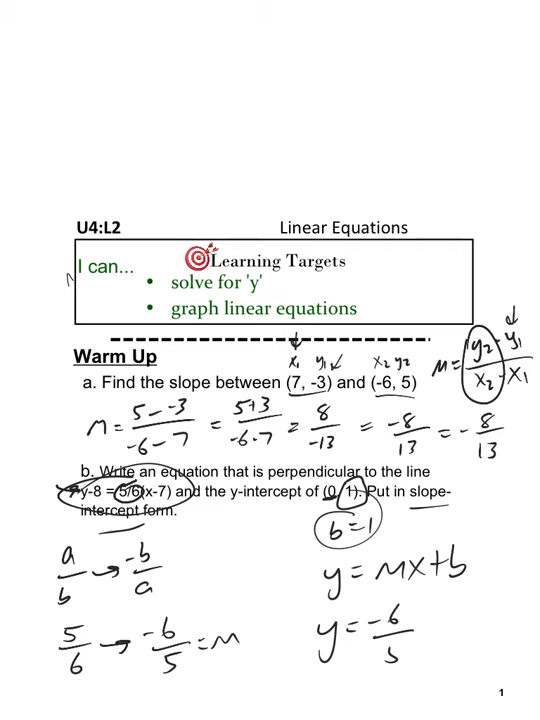 U4:L2 Linear Equations
I can... Learning Targets
• solve for 'y'
• graph linear equations
Warm Up
x₁ y₁ x₂ y₂
a. Find the slope between (7, -3) and (-6, 5)
m = y₂ - y₁ / x₂ - x₁
m = 5 - -3 / -6 - 7 = 5+3 / -6-7 = 8/-13 = -8/13 = - 8/13
b. Write an equation that is perpendicular to the line
y-8 = 5/6(x-7) and the y-intercept of (0, 1). Put in slope-
intercept form.
b = 1
a/b → -b/a
y = mx+b
5/6 → -6/5 = m
y = -6/5
1